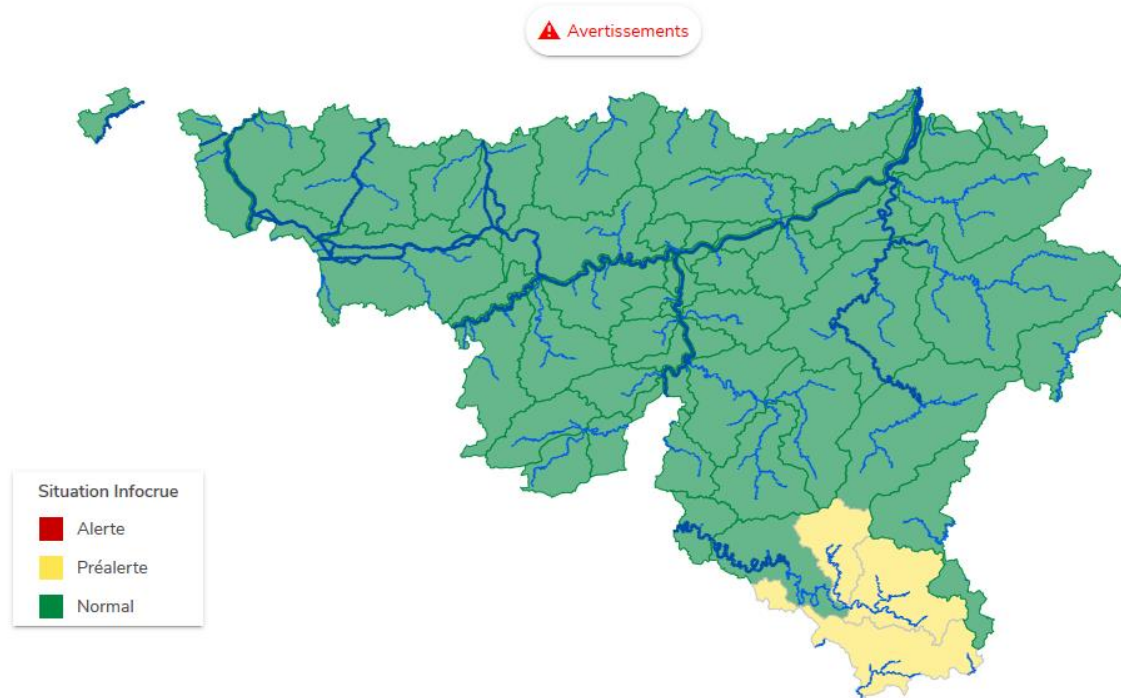 Avertissements
Situation Infocrue
Alerte
Préalerte
Normal